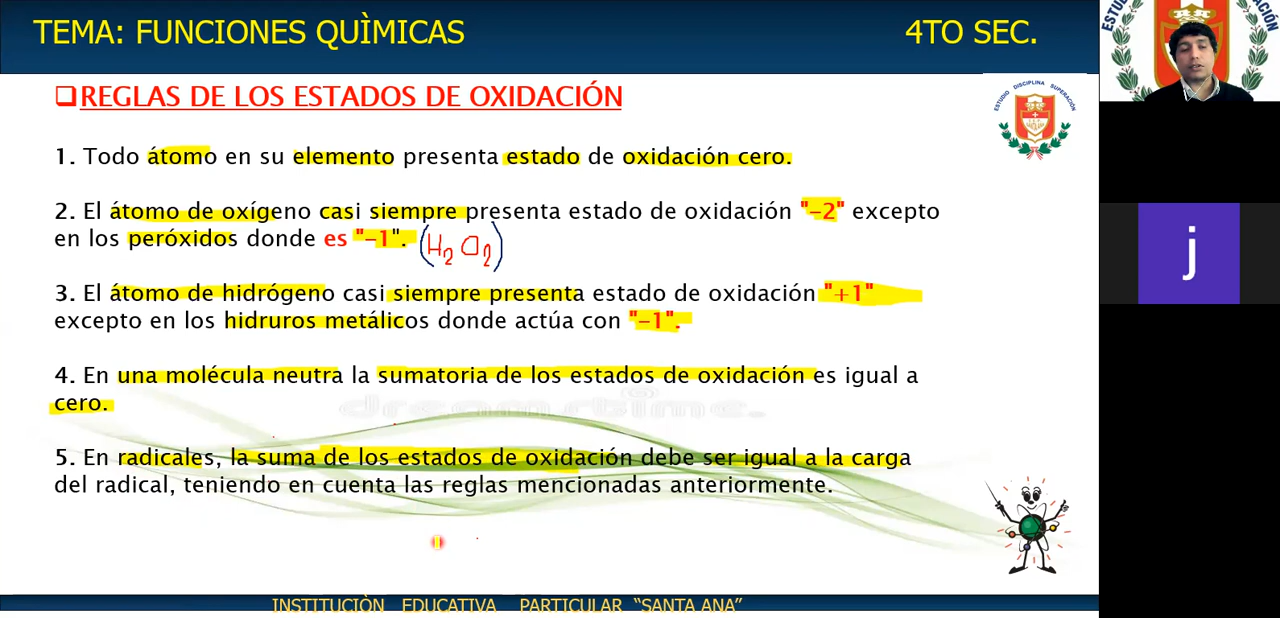 TEMA: FUNCIONES QUÌMICAS 4TO SEC.
❑REGLAS DE LOS ESTADOS DE OXIDACIÓN
ESTUDIO DISCIPLINA SUPERACIÓN
1. Todo átomo en su elemento presenta estado de oxidación cero.
2. El átomo de oxígeno casi siempre presenta estado de oxidación "-2" excepto
en los peróxidos donde es "-1". (H2O2)
3. El átomo de hidrógeno casi siempre presenta estado de oxidación "+1"
excepto en los hidruros metálicos donde actúa con "-1".
4. En una molécula neutra la sumatoria de los estados de oxidación es igual a
cero.
dreamstime
5. En radicales, la suma de los estados de oxidación debe ser igual a la carga
del radical, teniendo en cuenta las reglas mencionadas anteriormente.
INSTITUCIÒN EDUCATIVA PARTICULAR “SANTA ANA”
j